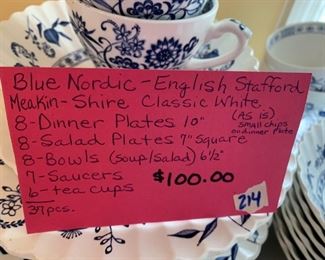 Blue Nordic - English Stafford
Meakin - Shire Classic White
8 - Dinner Plates 10" (AS is) small chips on dinner plate
8 - Salad Plates 7" Square
8 - Bowls (soup/salad) 6½"
7 - Saucers $100.00
6 - tea cups
37 pcs.
214